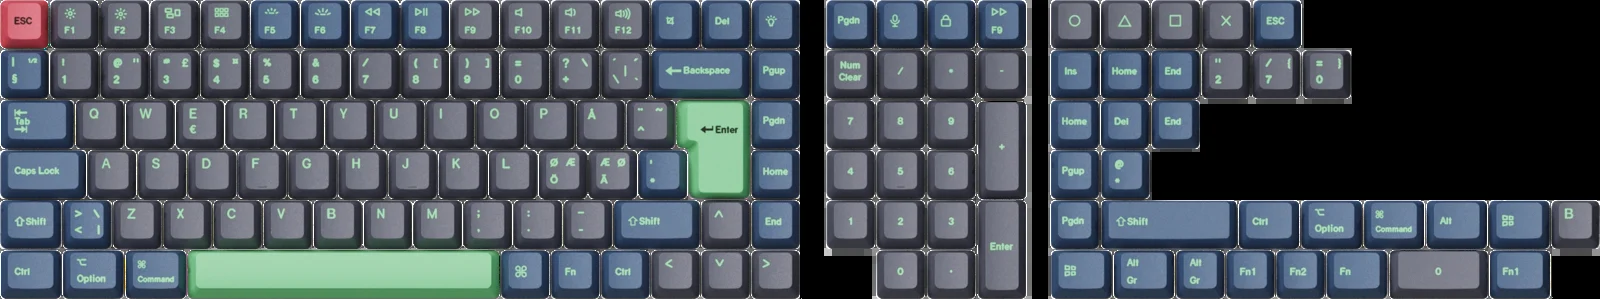 ESC F1 F2 F3 F4 F5 F6 F7 F8 F9 F10 F11 F12 Del Pgdn F9 ESC
| 1/2 § ! 1 @ " 2 # £ 3 $ ¤ 4 % 5 & 6 / 7 ( [ 8 ) ] 9 = 0 ? \ + ` | ´ \ ← Backspace Pgup Num Clear / * - Ins Home End " 2 / { 7 = } 0
Tab Q W E € R T Y U I O P Å ¨ ~ ^ Enter Pgdn 7 8 9 + Home Del End
Caps Lock A S D F G H J K L Ø Æ Ö Æ Ø Ä ' * Enter Home 4 5 6 Pgup @ *
⇧Shift > \ < | Z X C V B N M ; , : . _ - ⇧Shift ^ End 1 2 3 Enter Pgdn ⇧Shift Ctrl ⌥ Option ⌘ Command Alt B
Ctrl ⌥ Option ⌘ Command ⌘ Fn Ctrl < v > 0 . Alt Gr Alt Gr Fn1 Fn2 Fn 0 Fn1